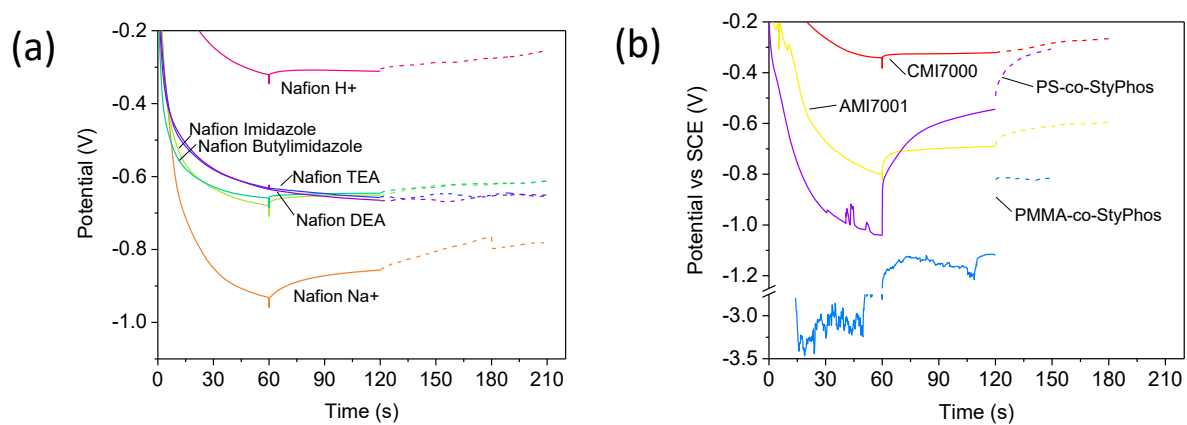 (a)
-0.2
-0.4
-0.6
-0.8
-1.0
Potential (V)
Nafion H+
Nafion Imidazole
Nafion Butylimidazole
Nafion TEA
Nafion DEA
Nafion Na+
0 30 60 90 120 150 180 210
Time (s)
(b)
-0.2
-0.4
-0.6
-0.8
-1.0
-1.2
-3.0
-3.5
Potential vs SCE (V)
CMI7000
PS-co-StyPhos
AMI7001
PMMA-co-StyPhos
0 30 60 90 120 150 180 210
Time (s)